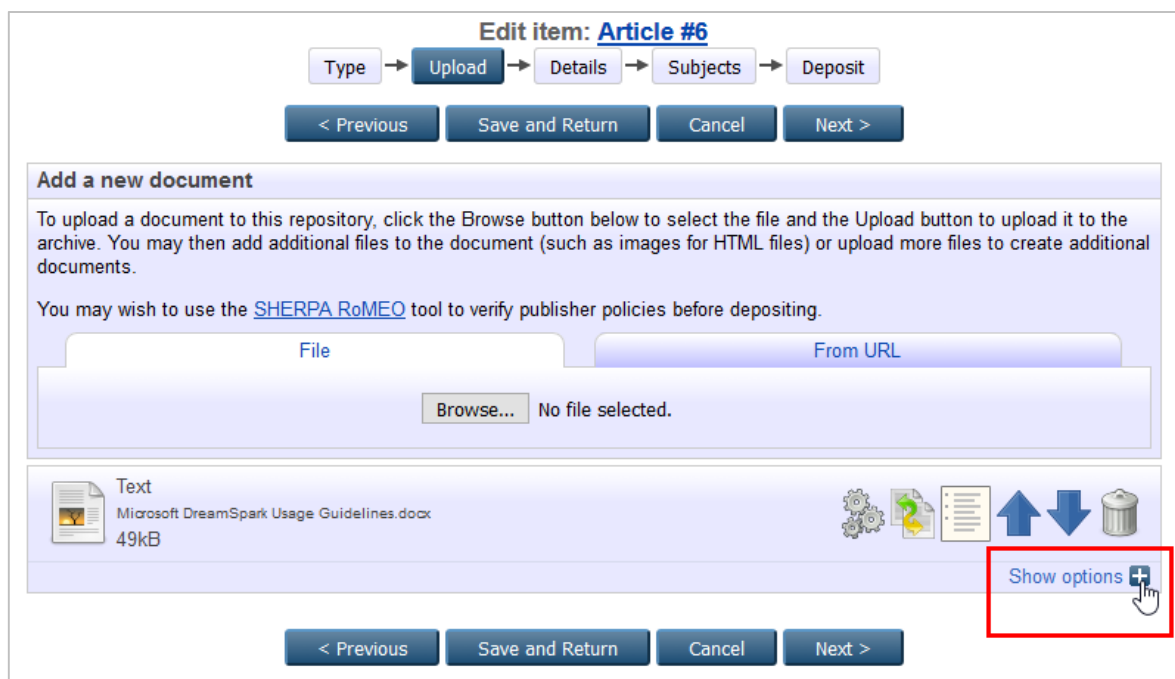 Edit item: Article #6
Type Upload Details Subjects Deposit
< Previous Save and Return Cancel Next >
Add a new document
To upload a document to this repository, click the Browse button below to select the file and the Upload button to upload it to the
archive. You may then add additional files to the document (such as images for HTML files) or upload more files to create additional
documents.
You may wish to use the SHERPA RoMEO tool to verify publisher policies before depositing.
File From URL
Browse... No file selected.
Text
Microsoft DreamSpark Usage Guidelines.docx
49kB
Show options
< Previous Save and Return Cancel Next >